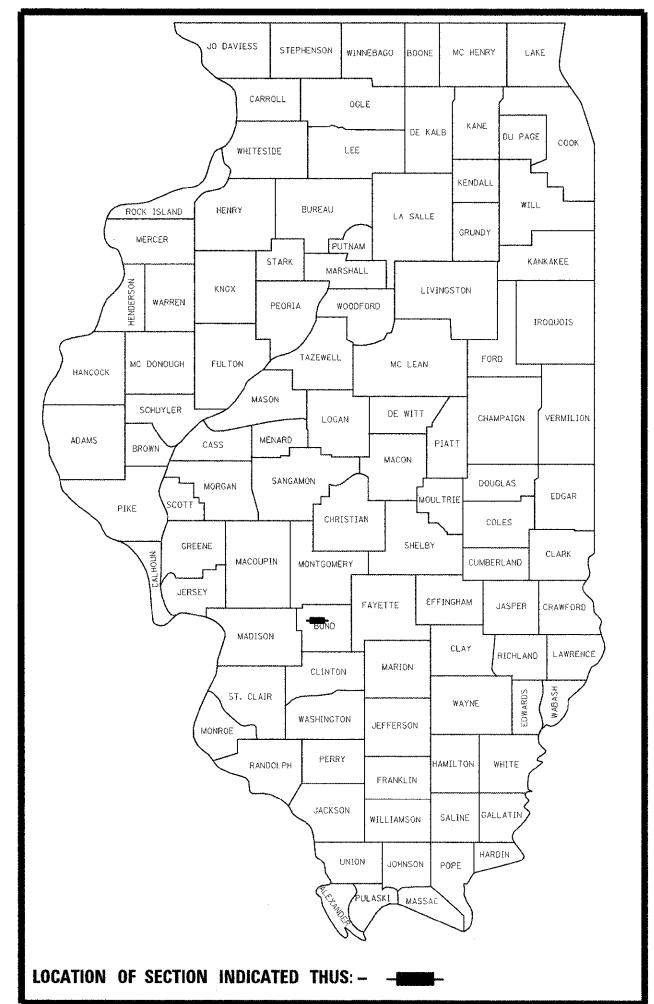 JO DAVIESS
STEPHENSON
WINNEBAGO
BOONE
MC HENRY
LAKE
CARROLL
OGLE
DE KALB
KANE
DU PAGE
COOK
WHITESIDE
LEE
KENDALL
WILL
ROCK ISLAND
HENRY
BUREAU
LA SALLE
GRUNDY
MERCER
PUTNAM
KANKAKEE
STARK
MARSHALL
HENDERSON
WARREN
KNOX
PEORIA
WOODFORD
LIVINGSTON
IROQUOIS
HANCOCK
MC DONOUGH
FULTON
TAZEWELL
MC LEAN
FORD
MASON
SCHUYLER
LOGAN
DE WITT
CHAMPAIGN
VERMILION
ADAMS
BROWN
CASS
MENARD
MACON
PIATT
MORGAN
SANGAMON
DOUGLAS
EDGAR
PIKE
SCOTT
CHRISTIAN
MOULTRIE
COLES
GREENE
MACOUPIN
MONTGOMERY
SHELBY
CUMBERLAND
CLARK
CALHOUN
JERSEY
FAYETTE
EFFINGHAM
JASPER
CRAWFORD
MADISON
BOND
CLAY
RICHLAND
LAWRENCE
CLINTON
MARION
ST. CLAIR
WAYNE
EDWARDS
WABASH
MONROE
WASHINGTON
JEFFERSON
RANDOLPH
PERRY
HAMILTON
WHITE
FRANKLIN
JACKSON
WILLIAMSON
SALINE
GALLATIN
UNION
JOHNSON
POPE
HARDIN
ALEXANDER
PULASKI
MASSAC
LOCATION OF SECTION INDICATED THUS: -